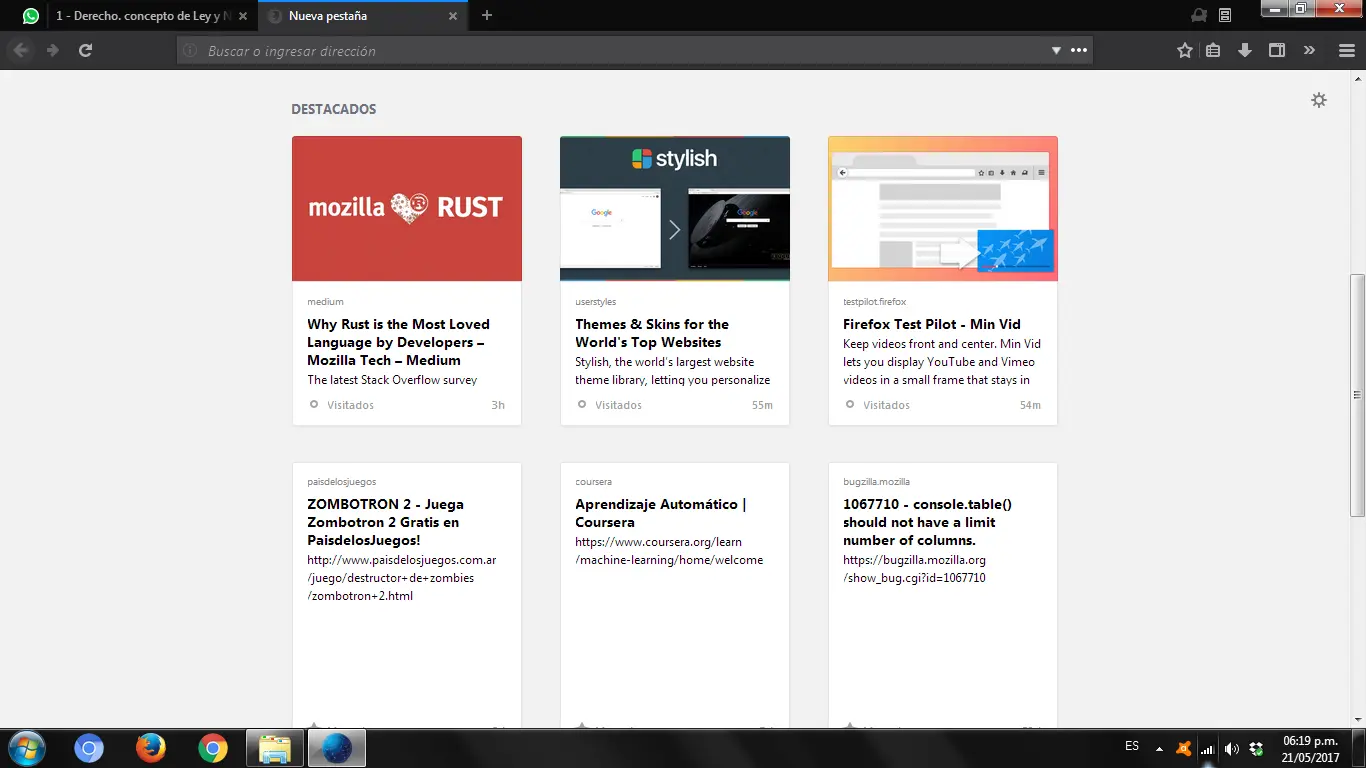 1 - Derecho. concepto de Ley y N
Nueva pestaña
Buscar o ingresar dirección
DESTACADOS
mozilla RUST
medium
Why Rust is the Most Loved
Language by Developers –
Mozilla Tech – Medium
The latest Stack Overflow survey
Visitados 3h
stylish
Google
Google
userstyles
Themes & Skins for the
World's Top Websites
Stylish, the world's largest website
theme library, letting you personalize
Visitados 55m
testpilot.firefox
Firefox Test Pilot - Min Vid
Keep videos front and center. Min Vid
lets you display YouTube and Vimeo
videos in a small frame that stays in
Visitados 54m
paisdelosjuegos
ZOMBOTRON 2 - Juega
Zombotron 2 Gratis en
PaisdelosJuegos!
http://www.paisdelosjuegos.com.ar
/juego/destructor+de+zombies
/zombotron+2.html
coursera
Aprendizaje Automático |
Coursera
https://www.coursera.org/learn
/machine-learning/home/welcome
bugzilla.mozilla
1067710 - console.table()
should not have a limit
number of columns.
https://bugzilla.mozilla.org
/show_bug.cgi?id=1067710
ES
06:19 p.m.
21/05/2017